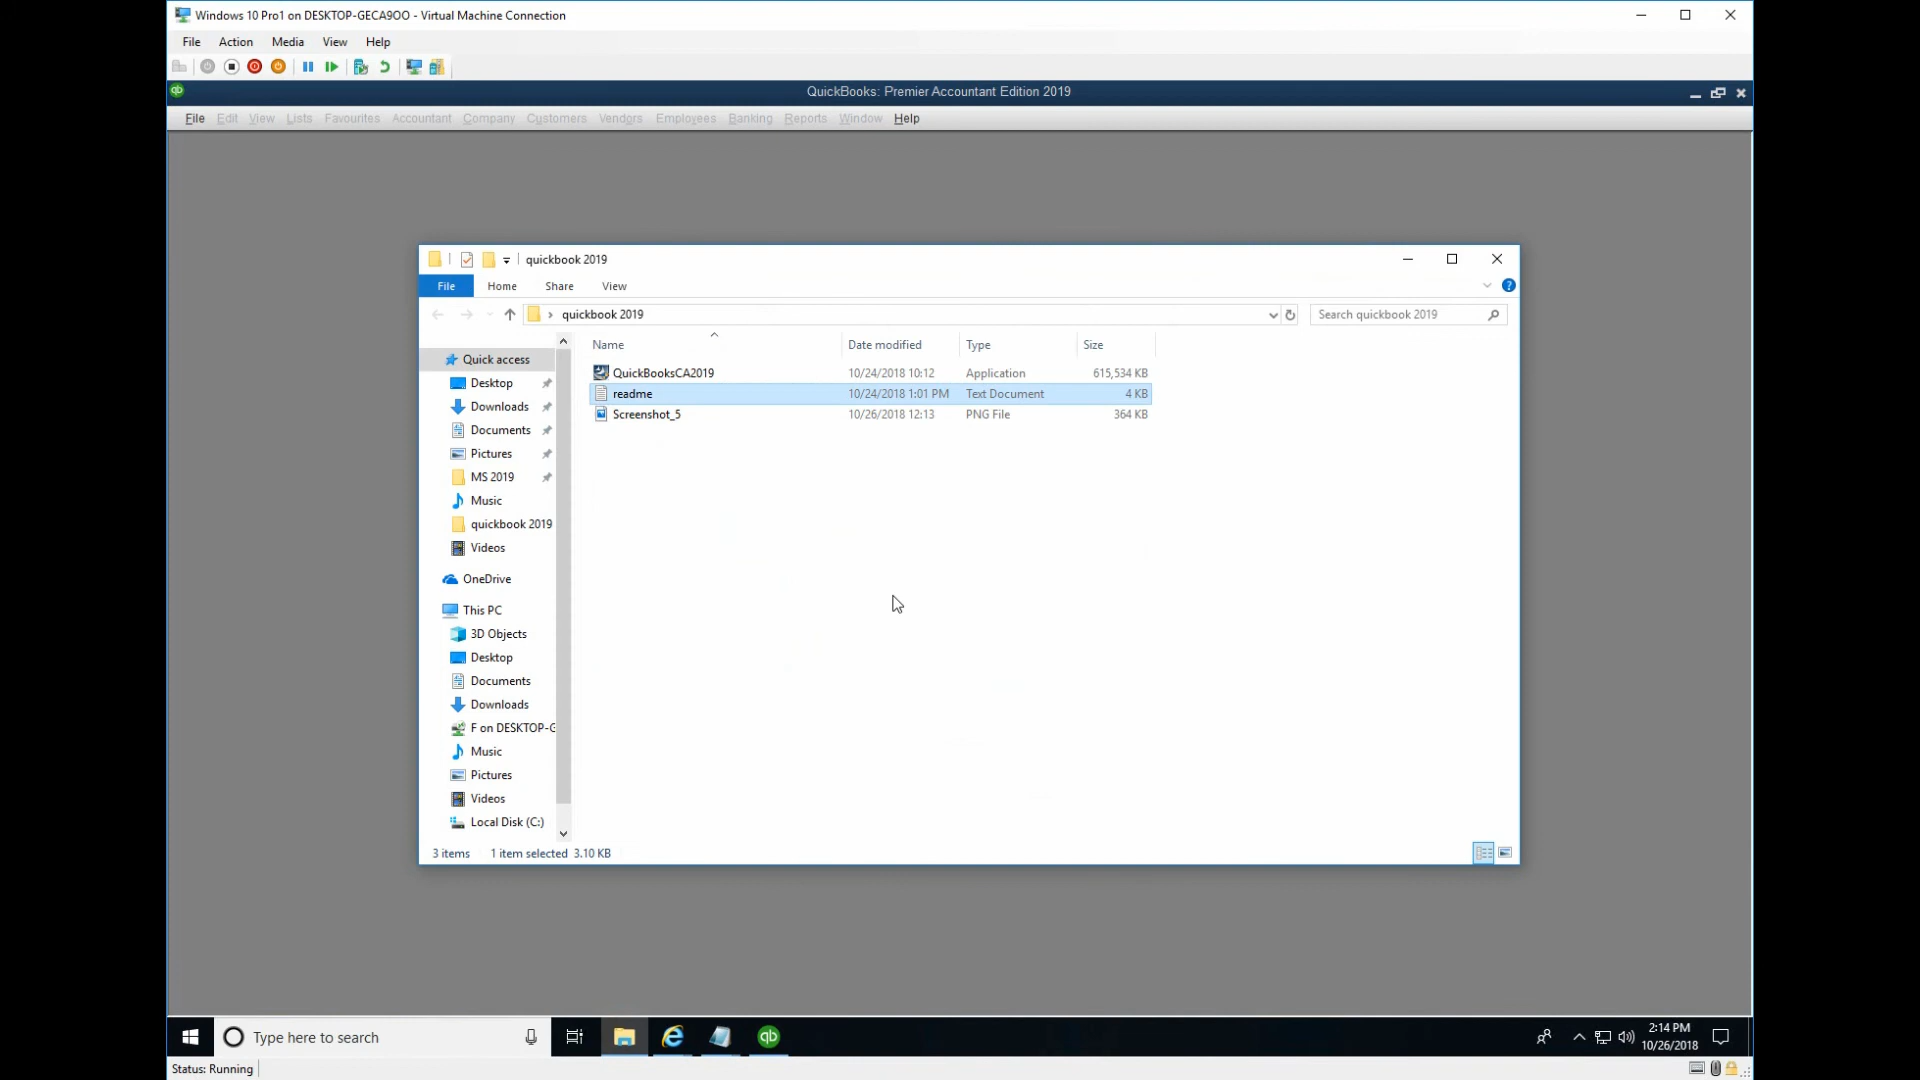 Windows 10 Pro1 on DESKTOP-GECA9OO - Virtual Machine Connection
File Action Media View Help
qb QuickBooks: Premier Accountant Edition 2019
File Edit View Lists Favourites Accountant Company Customers Vendors Employees Banking Reports Window Help
quickbook 2019
File Home Share View
quickbook 2019 Search quickbook 2019
Name Date modified Type Size
QuickBooksCA2019 10/24/2018 10:12 Application 615,534 KB
readme 10/24/2018 1:01 PM Text Document 4 KB
Screenshot_5 10/26/2018 12:13 PNG File 364 KB
Quick access
Desktop
Downloads
Documents
Pictures
MS 2019
Music
quickbook 2019
Videos
OneDrive
This PC
3D Objects
Desktop
Documents
Downloads
F on DESKTOP-G
Music
Pictures
Videos
Local Disk (C:)
3 items 1 item selected 3.10 KB
Type here to search
qb
2:14 PM
10/26/2018
Status: Running